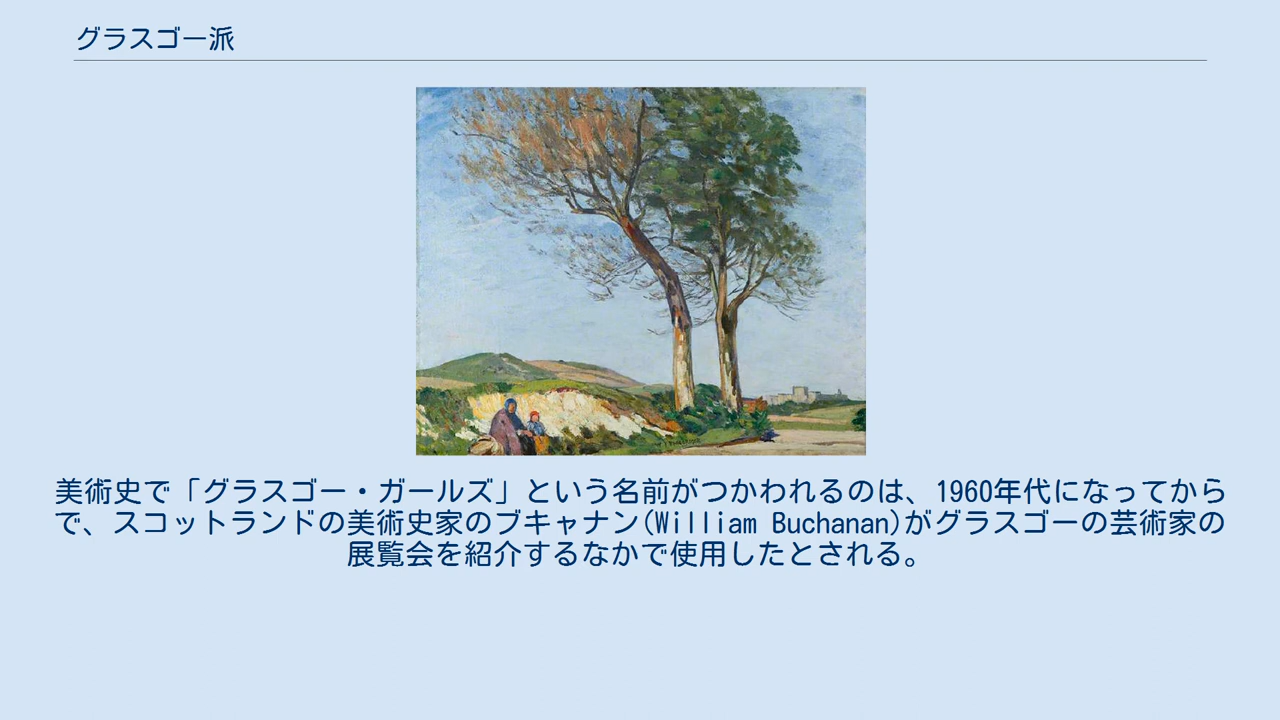 グラスゴー派
美術史で「グラスゴー・ガールズ」という名前がつかわれるのは、1960年代になってから
で、スコットランドの美術史家のブキャナン(William Buchanan)がグラスゴーの芸術家の
展覧会を紹介するなかで使用したとされる。